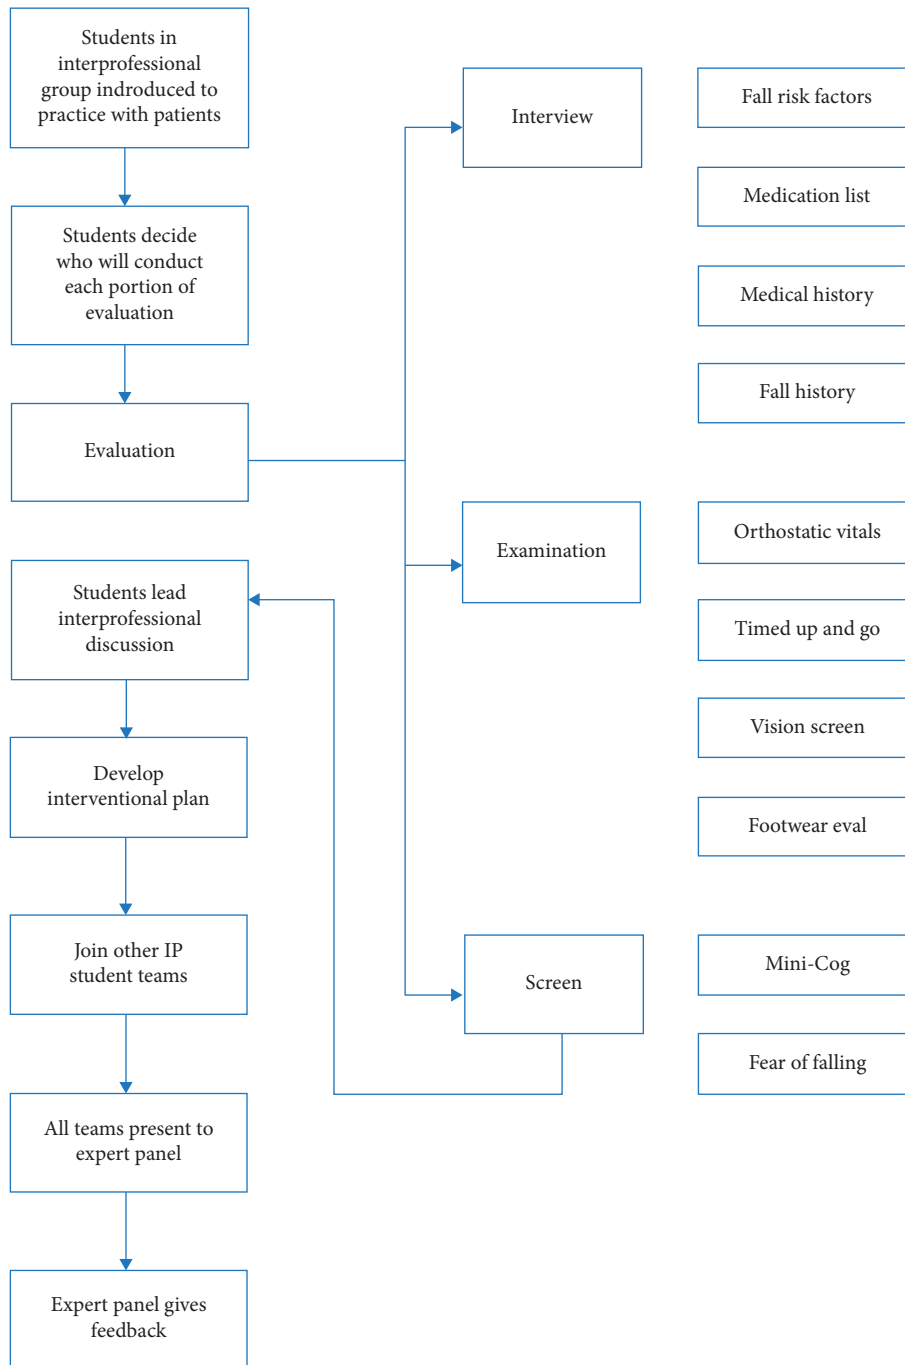 Students in
interprofessional
group indroduced to
practice with patients
Students decide
who will conduct
each portion of
evaluation
Evaluation
Students lead
interprofessional
discussion
Develop
interventional plan
Join other IP
student teams
All teams present to
expert panel
Expert panel gives
feedback
Interview
Examination
Screen
Fall risk factors
Medication list
Medical history
Fall history
Orthostatic vitals
Timed up and go
Vision screen
Footwear eval
Mini-Cog
Fear of falling